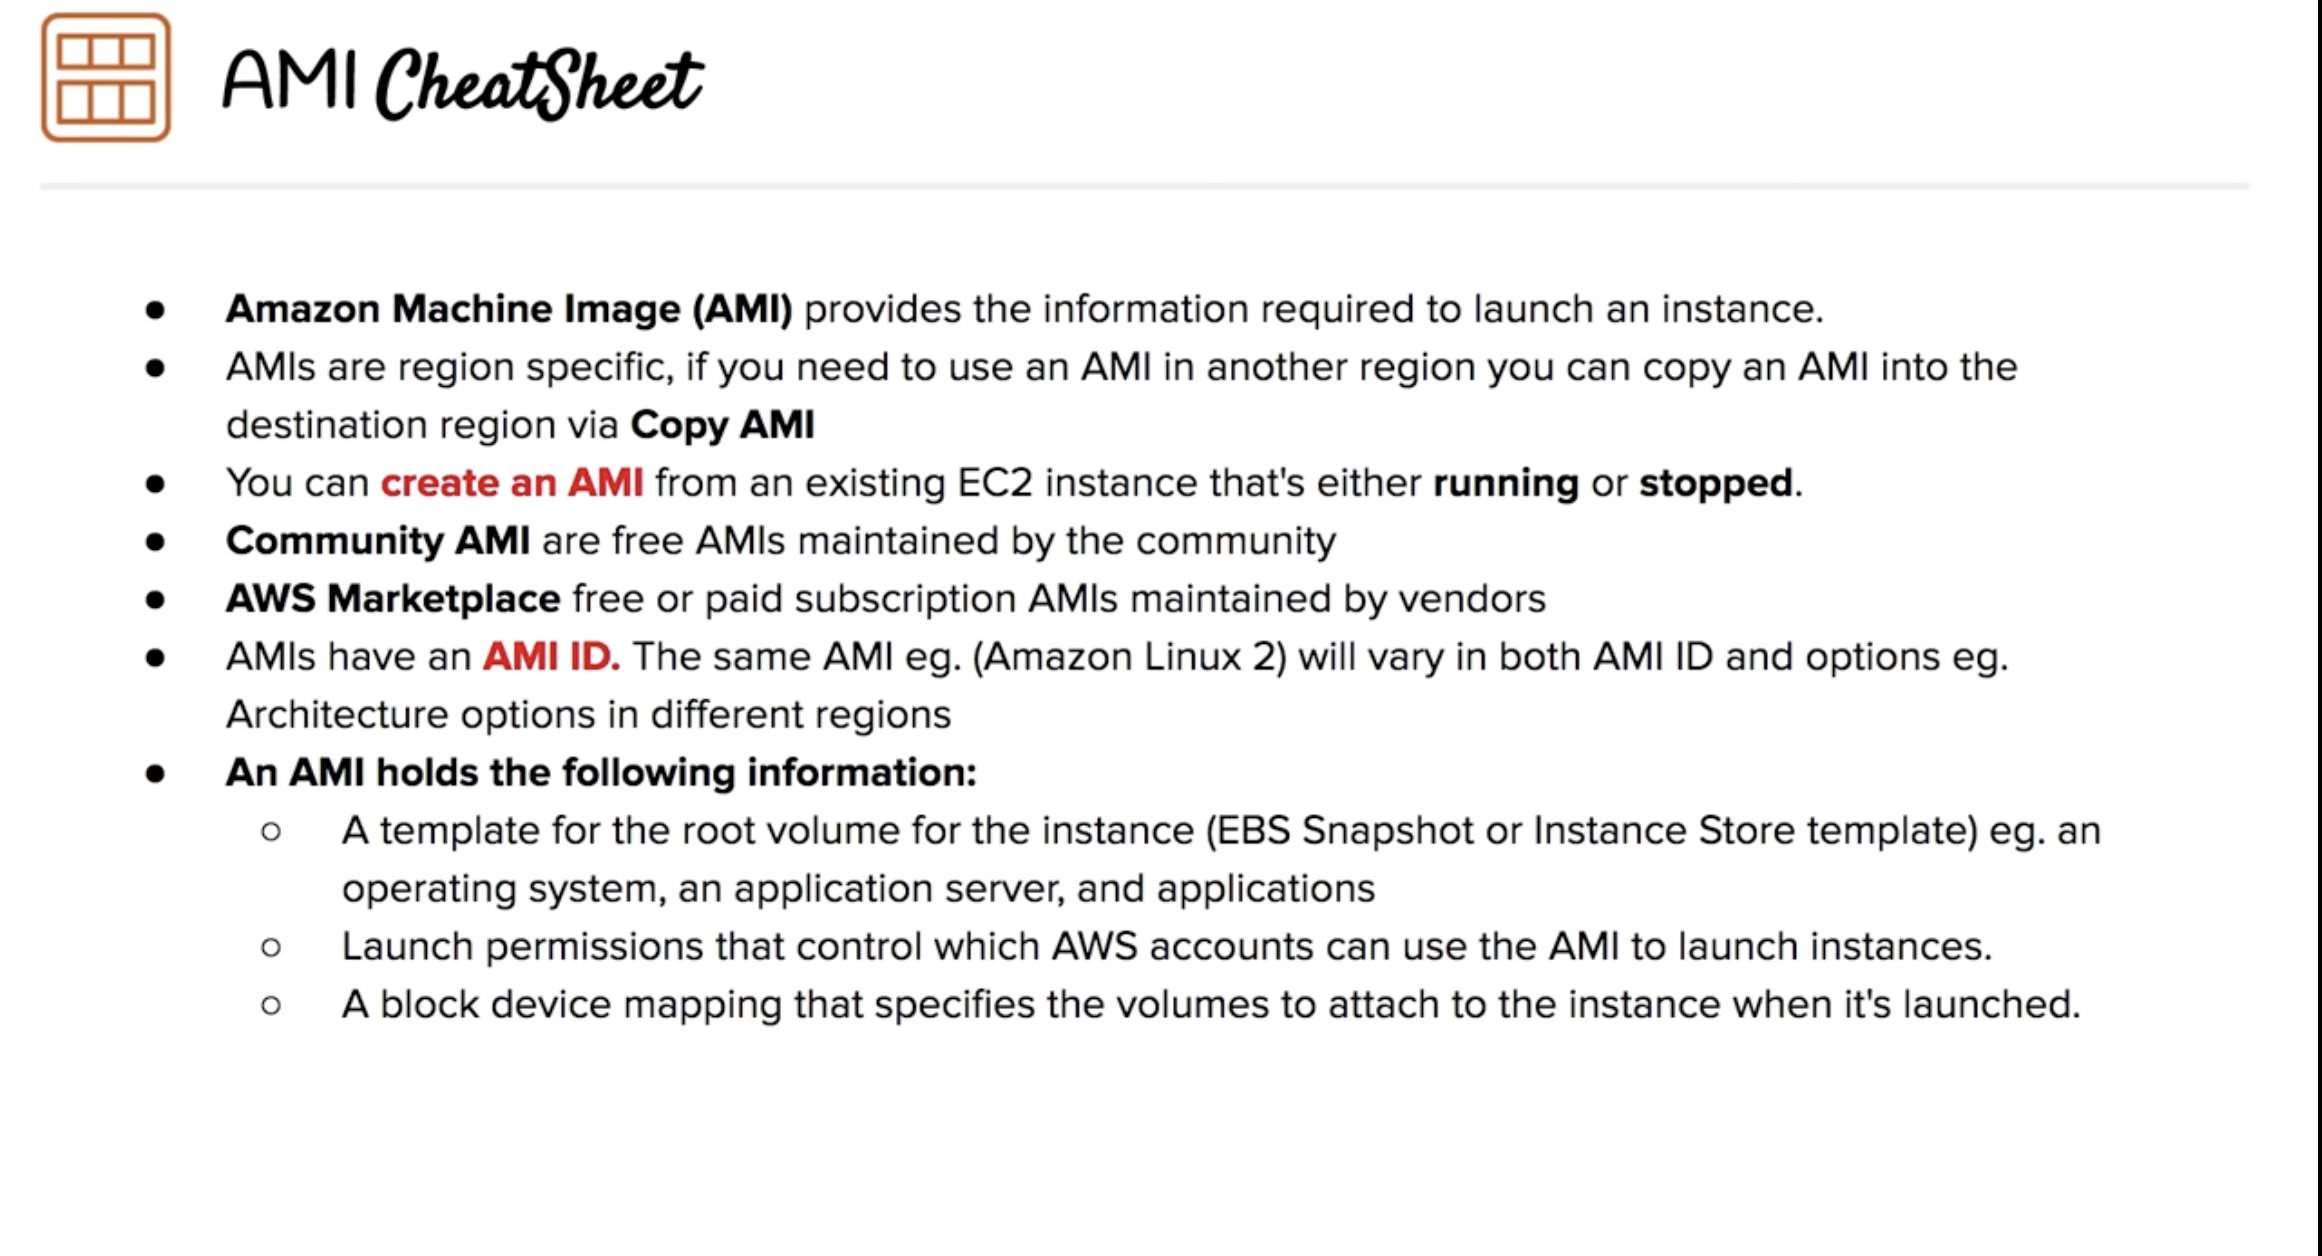 AMI CheatSheet
● Amazon Machine Image (AMI) provides the information required to launch an instance.
● AMIs are region specific, if you need to use an AMI in another region you can copy an AMI into the
destination region via Copy AMI
● You can create an AMI from an existing EC2 instance that's either running or stopped.
● Community AMI are free AMIs maintained by the community
● AWS Marketplace free or paid subscription AMIs maintained by vendors
● AMIs have an AMI ID. The same AMI eg. (Amazon Linux 2) will vary in both AMI ID and options eg.
Architecture options in different regions
● An AMI holds the following information:
○ A template for the root volume for the instance (EBS Snapshot or Instance Store template) eg. an
operating system, an application server, and applications
○ Launch permissions that control which AWS accounts can use the AMI to launch instances.
○ A block device mapping that specifies the volumes to attach to the instance when it's launched.